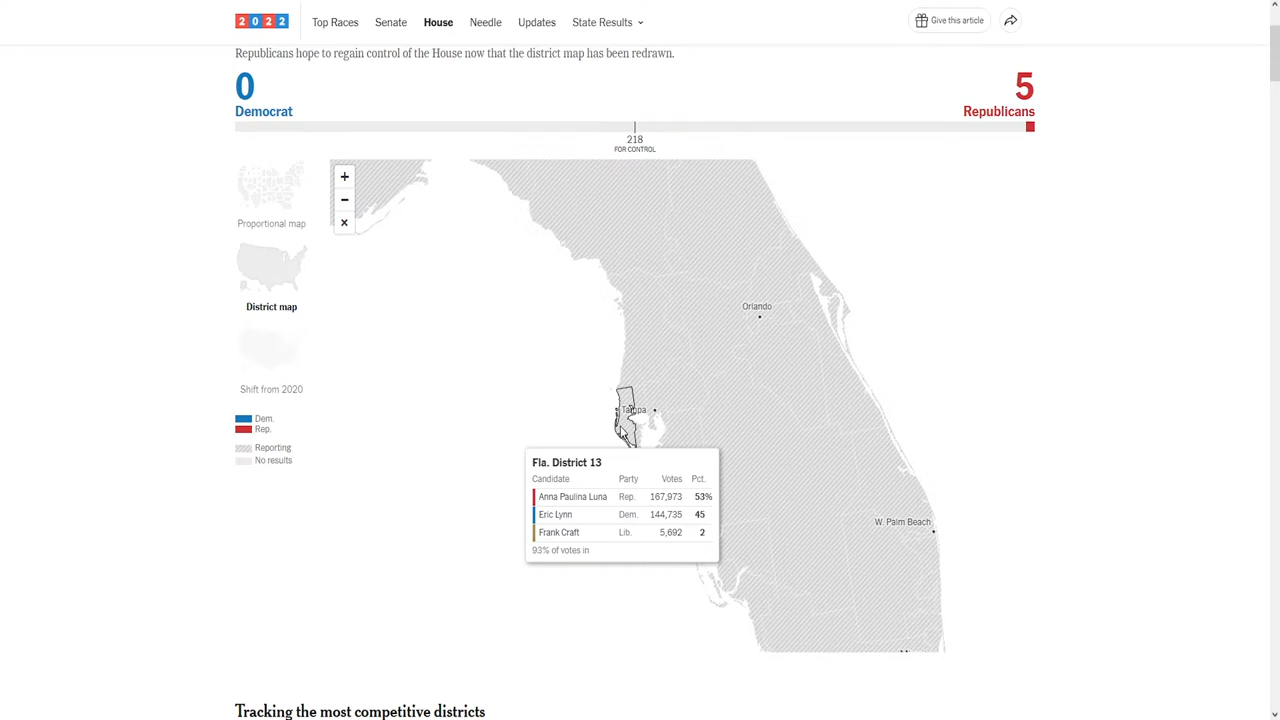 2022 Top Races Senate House Needle Updates State Results Give this article
Republicans hope to regain control of the House now that the district map has been redrawn.
0 5
Democrat Republicans
218
FOR CONTROL
+
−
×
Proportional map
District map
Shift from 2020
Dem.
Rep.
Reporting
No results
Orlando
Tampa
Fla. District 13
Candidate Party Votes Pct.
Anna Paulina Luna Rep. 167,973 53%
Eric Lynn Dem. 144,735 45
Frank Craft Lib. 5,692 2
93% of votes in
W. Palm Beach
Tracking the most competitive districts